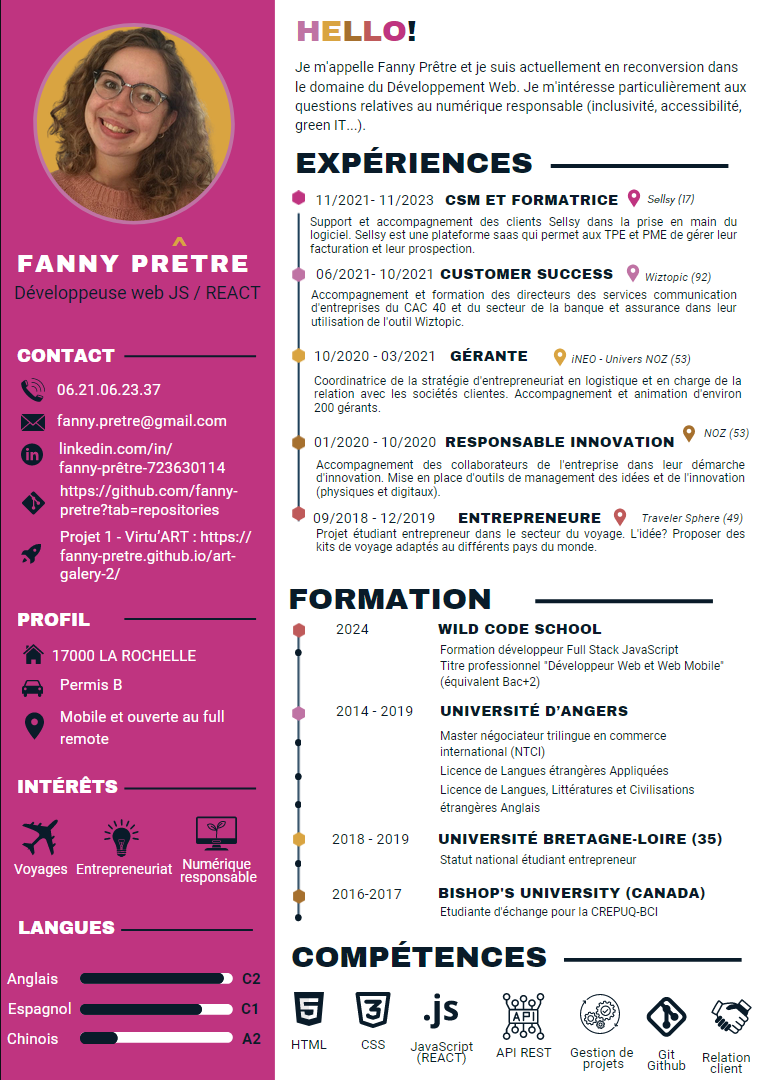 FANNY PRÊTRE
Développeuse web JS / REACT
CONTACT
06.21.06.23.37
fanny.pretre@gmail.com
linkedin.com/in/
fanny-prêtre-723630114
https://github.com/fanny-
pretre?tab=repositories
Projet 1 - Virtu’ART : https://
fanny-pretre.github.io/art-
galery-2/
PROFIL
17000 LA ROCHELLE
Permis B
Mobile et ouverte au full
remote
INTÉRÊTS
Voyages
Entrepreneuriat
Numérique
responsable
LANGUES
Anglais C2
Espagnol C1
Chinois A2
HELLO!
Je m'appelle Fanny Prêtre et je suis actuellement en reconversion dans
le domaine du Développement Web. Je m'intéresse particulièrement aux
questions relatives au numérique responsable (inclusivité, accessibilité,
green IT...).
EXPÉRIENCES
11/2021- 11/2023 CSM ET FORMATRICE Sellsy (17)
Support et accompagnement des clients Sellsy dans la prise en main du
logiciel. Sellsy est une plateforme saas qui permet aux TPE et PME de gérer leur
facturation et leur prospection.
06/2021- 10/2021 CUSTOMER SUCCESS Wiztopic (92)
Accompagnement et formation des directeurs des services communication
d'entreprises du CAC 40 et du secteur de la banque et assurance dans leur
utilisation de l'outil Wiztopic.
10/2020 - 03/2021 GÉRANTE iNEO - Univers NOZ (53)
Coordinatrice de la stratégie d'entrepreneuriat en logistique et en charge de la
relation avec les sociétés clientes. Accompagnement et animation d'environ
200 gérants.
01/2020 - 10/2020 RESPONSABLE INNOVATION NOZ (53)
Accompagnement des collaborateurs de l'entreprise dans leur démarche
d'innovation. Mise en place d'outils de management des idées et de l'innovation
(physiques et digitaux).
09/2018 - 12/2019 ENTREPRENEURE Traveler Sphere (49)
Projet étudiant entrepreneur dans le secteur du voyage. L'idée? Proposer des
kits de voyage adaptés au différents pays du monde.
FORMATION
2024 WILD CODE SCHOOL
Formation développeur Full Stack JavaScript
Titre professionnel "Développeur Web et Web Mobile"
(équivalent Bac+2)
2014 - 2019 UNIVERSITÉ D’ANGERS
Master négociateur trilingue en commerce
international (NTCI)
Licence de Langues étrangères Appliquées
Licence de Langues, Littératures et Civilisations
étrangères Anglais
2018 - 2019 UNIVERSITÉ BRETAGNE-LOIRE (35)
Statut national étudiant entrepreneur
2016-2017 BISHOP'S UNIVERSITY (CANADA)
Etudiante d'échange pour la CREPUQ-BCI
COMPÉTENCES
5
3
.js
API
HTML
CSS
JavaScript
(REACT)
API REST
Gestion de
projets
Git
Github
Relation
client